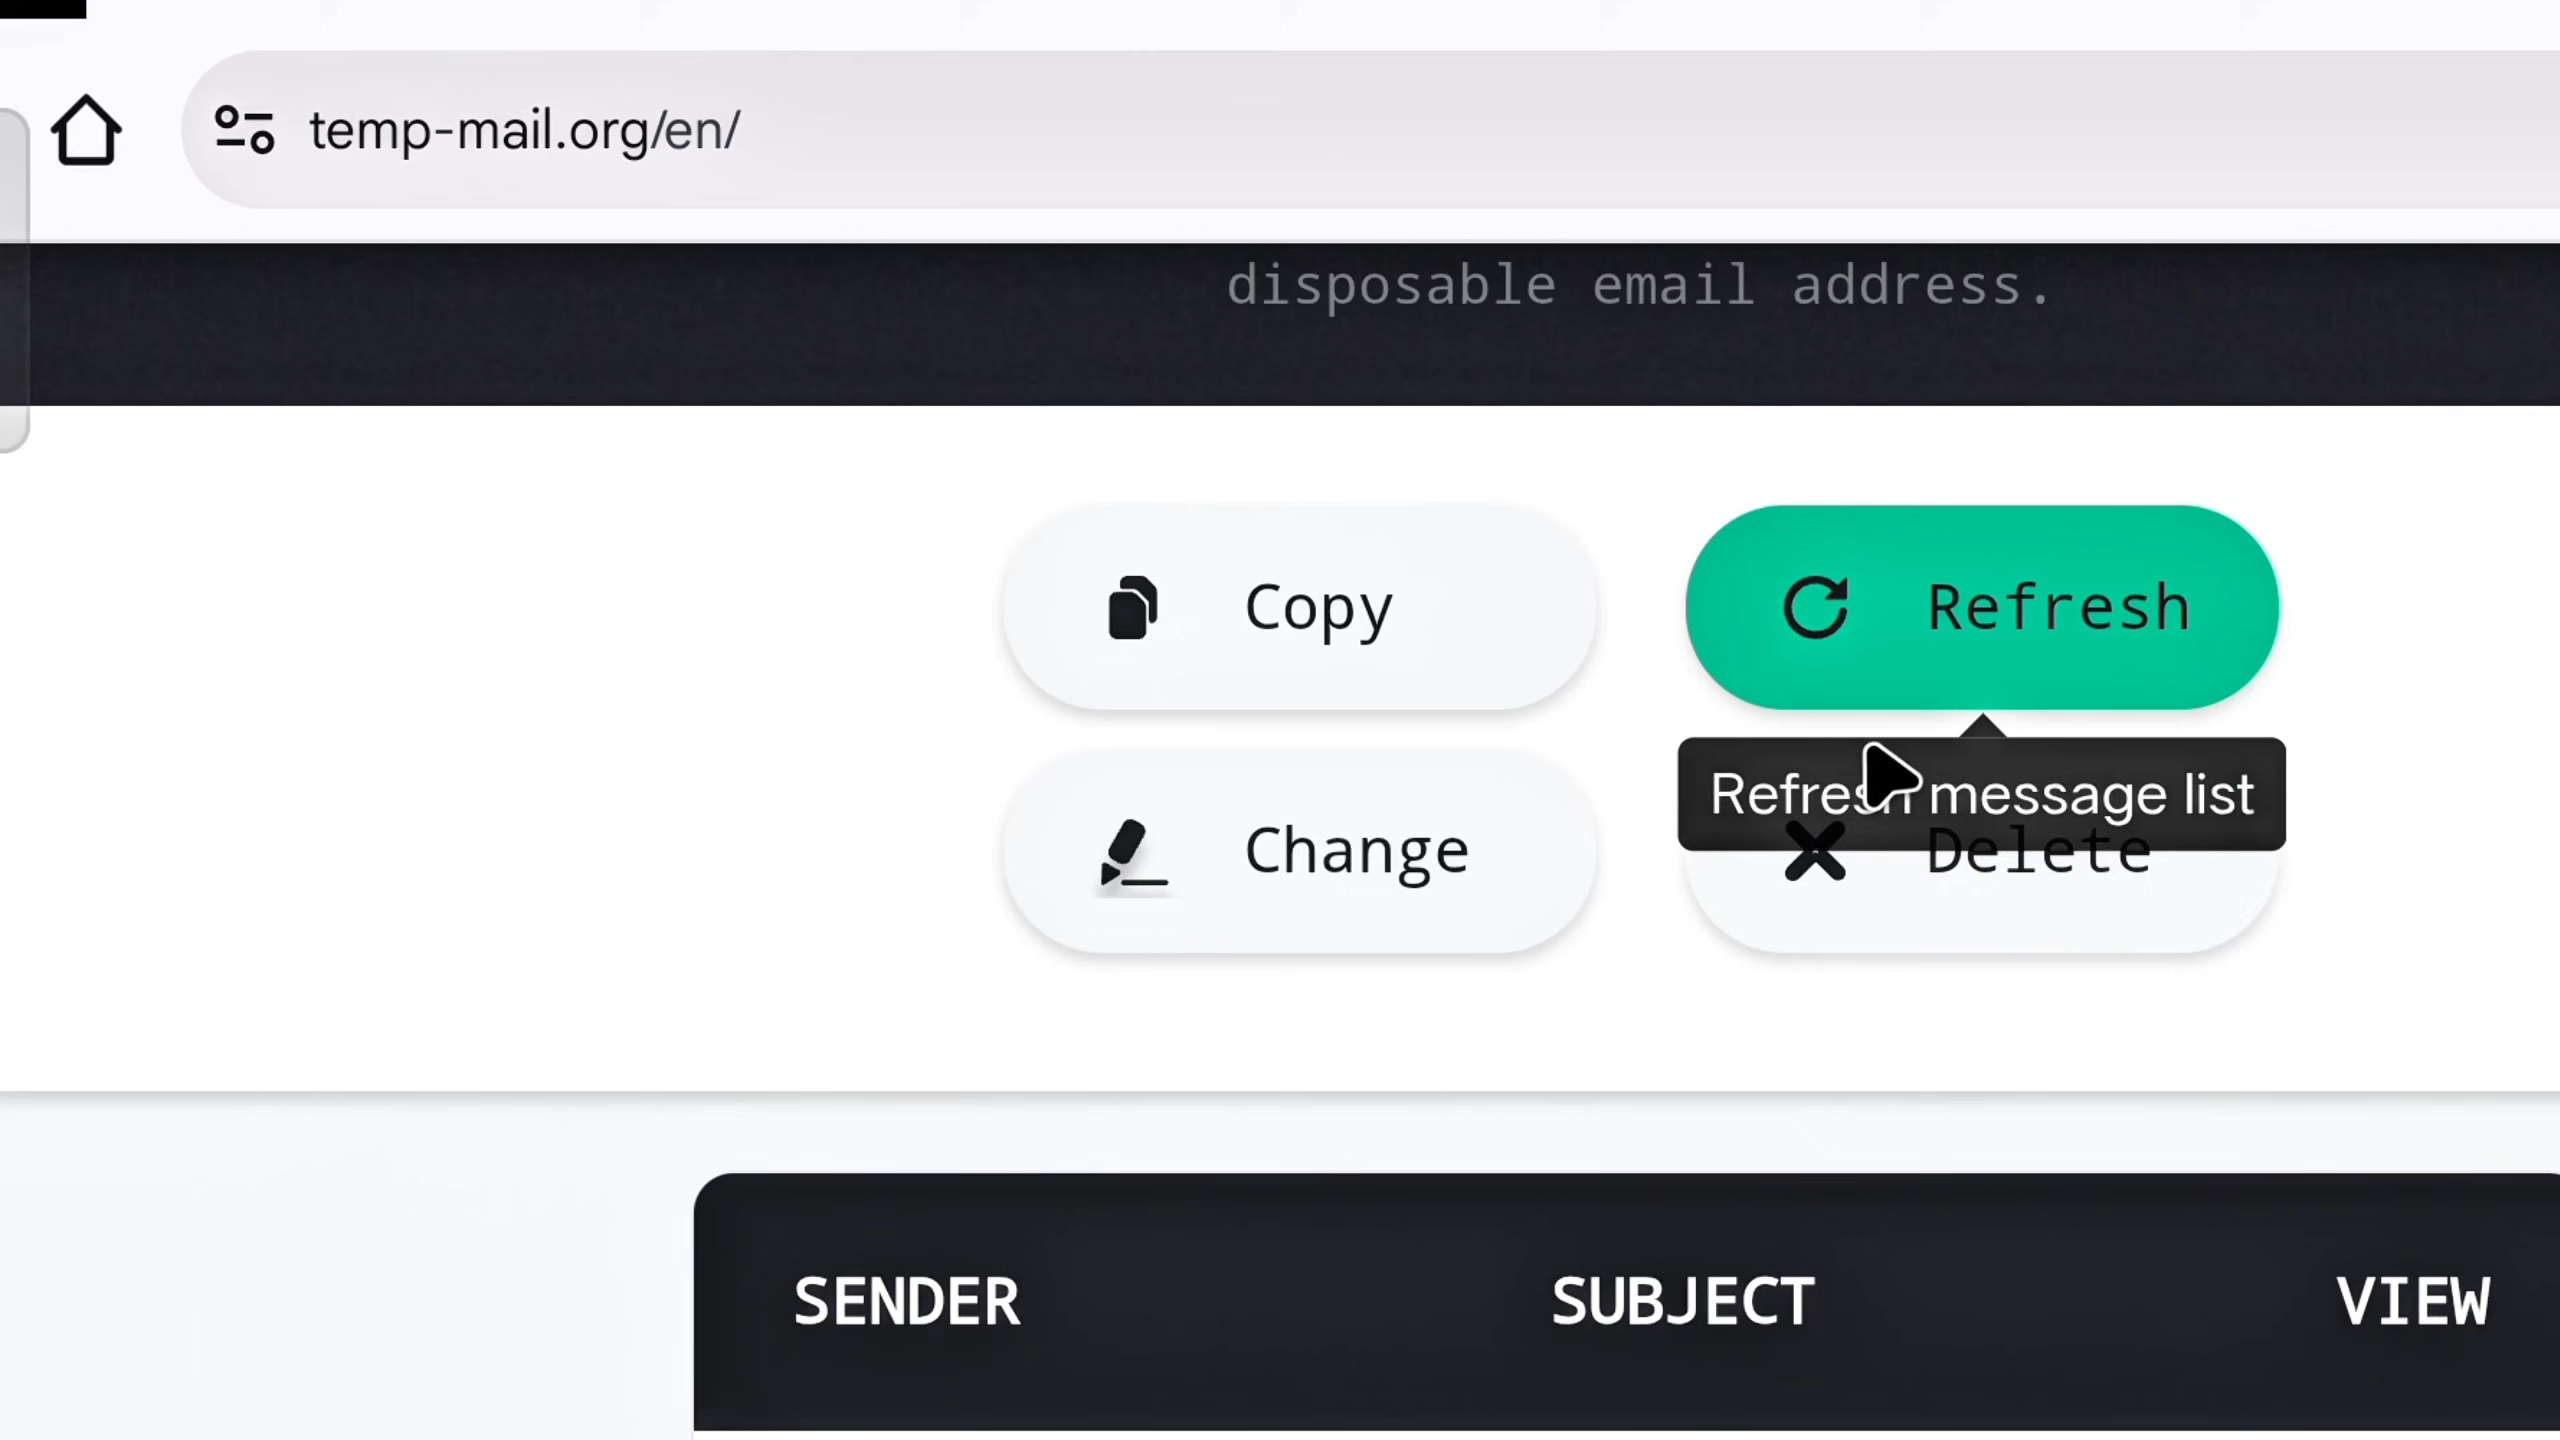 temp-mail.org/en/
disposable email address.
Copy
Refresh
Refresh message list
Change
Delete
SENDER
SUBJECT
VIEW